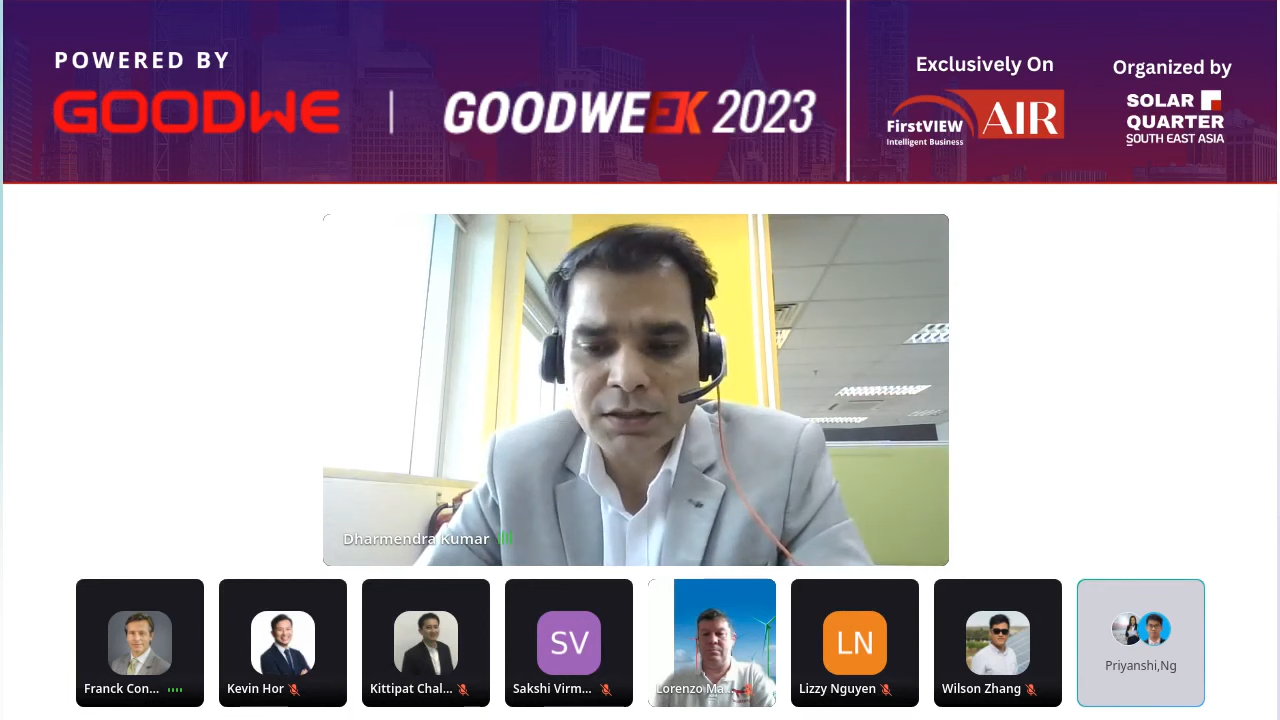 POWERED BY
GOODWE
GOODWEEK 2023
Exclusively On
FirstVIEW
Intelligent Business
AIR
Organized by
SOLAR
QUARTER
SOUTH EAST ASIA
Dharmendra Kumar
Franck Con...
Kevin Hor
Kittipat Chal...
Sakshi Virm...
Lorenzo Ma...
Lizzy Nguyen
Wilson Zhang
Priyanshi,Ng
SV
LN